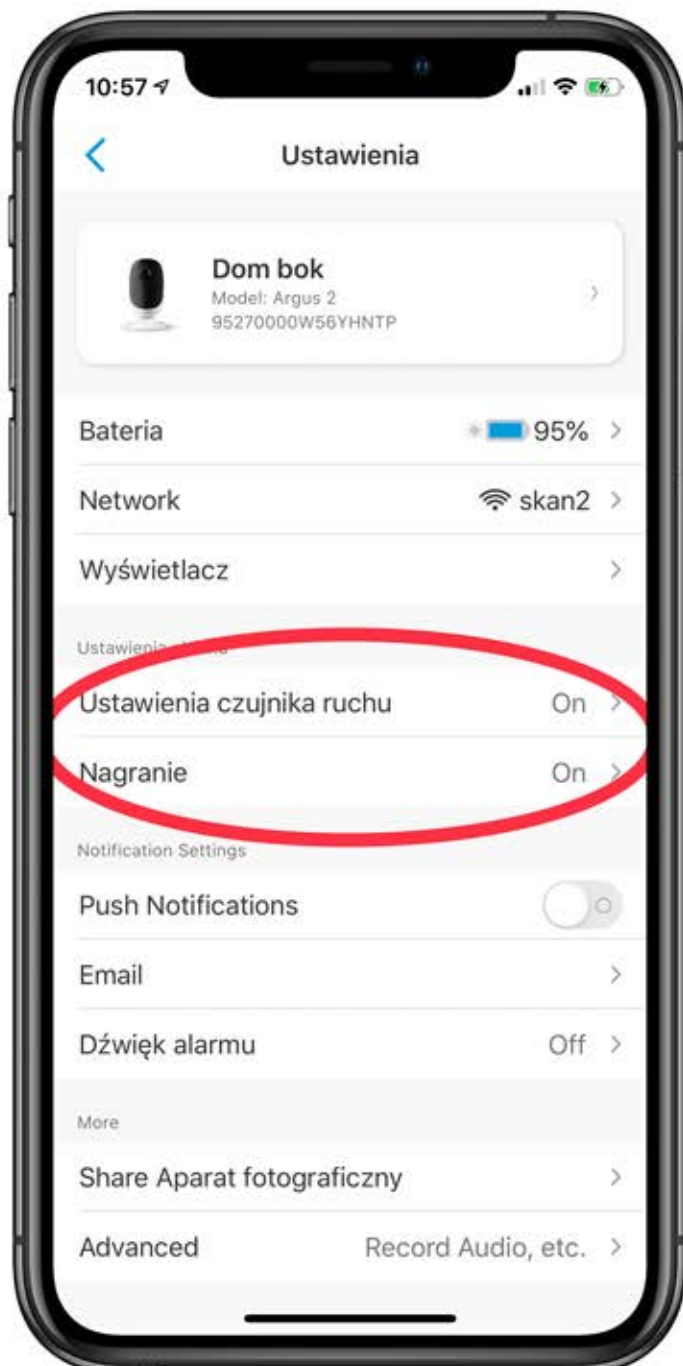 10:57
Ustawienia
Dom bok
Model: Argus 2
95270000W56YHNTP
Bateria 95%
Network skan2
Wyświetlacz
Ustawienia
Ustawienia czujnika ruchu On
Nagranie On
Notification Settings
Push Notifications
Email
Dźwięk alarmu Off
More
Share Aparat fotograficzny
Advanced Record Audio, etc.